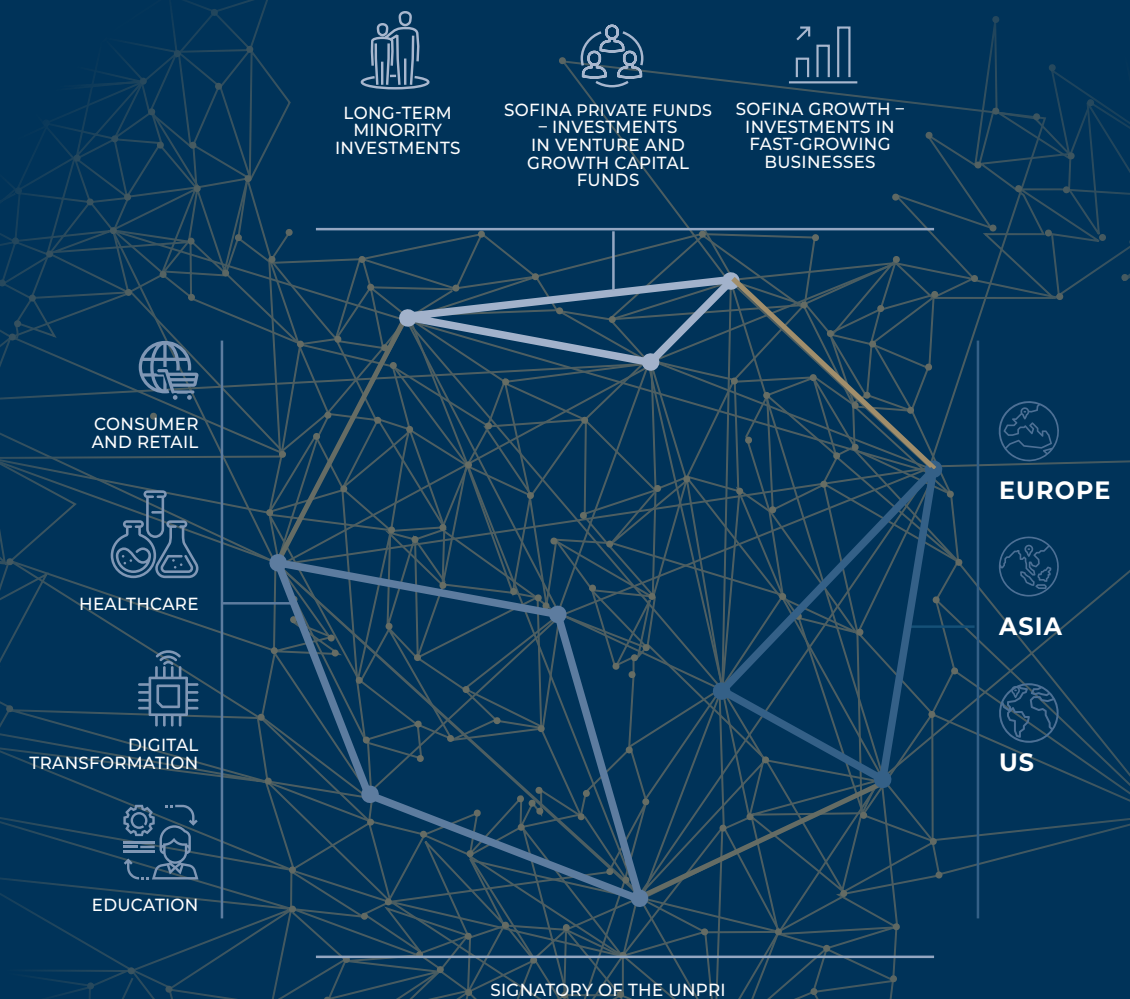 LONG-TERM
MINORITY
INVESTMENTS
SOFINA PRIVATE FUNDS
– INVESTMENTS
IN VENTURE AND
GROWTH CAPITAL
FUNDS
SOFINA GROWTH –
INVESTMENTS IN
FAST-GROWING
BUSINESSES
CONSUMER
AND RETAIL
HEALTHCARE
DIGITAL
TRANSFORMATION
EDUCATION
EUROPE
ASIA
US
SIGNATORY OF THE UNPRI